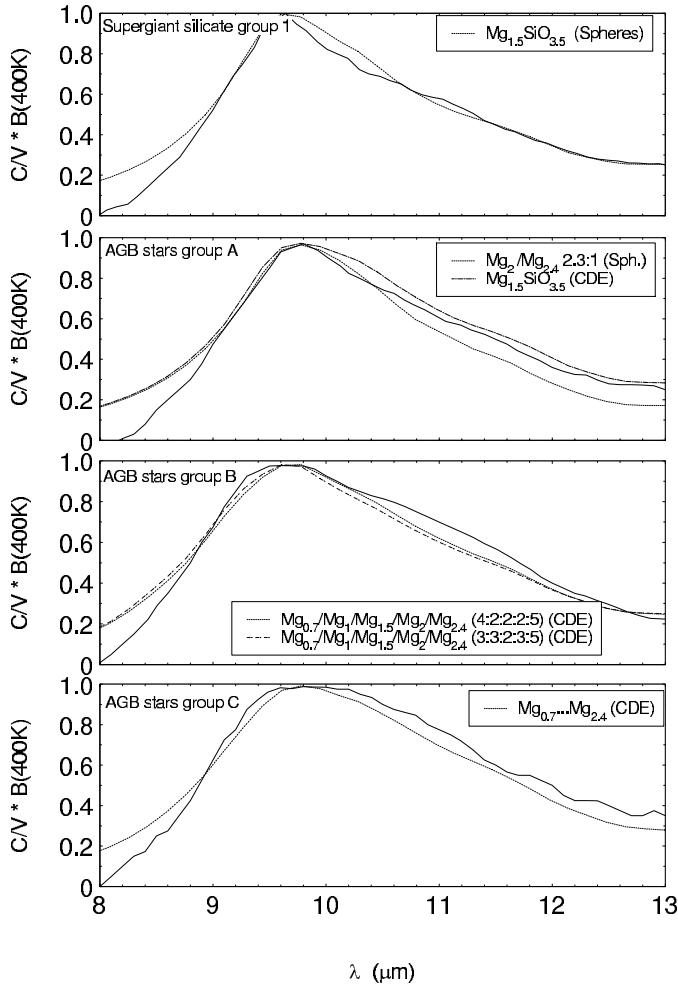 Supergiant silicate group 1
Mg1.5SiO3.5 (Spheres)
C/V * B(400K)
1.0
0.8
0.6
0.4
0.2
0
AGB stars group A
Mg2/Mg2.4 2.3:1 (Sph.)
Mg1.5SiO3.5 (CDE)
C/V * B(400K)
1.0
0.8
0.6
0.4
0.2
0
AGB stars group B
Mg0.7/Mg1/Mg1.5/Mg2/Mg2.4 (4:2:2:2:5) (CDE)
Mg0.7/Mg1/Mg1.5/Mg2/Mg2.4 (3:3:2:3:5) (CDE)
C/V * B(400K)
1.0
0.8
0.6
0.4
0.2
0
AGB stars group C
Mg0.7...Mg2.4 (CDE)
C/V * B(400K)
1.0
0.8
0.6
0.4
0.2
0
8 9 10 11 12 13
λ (μm)